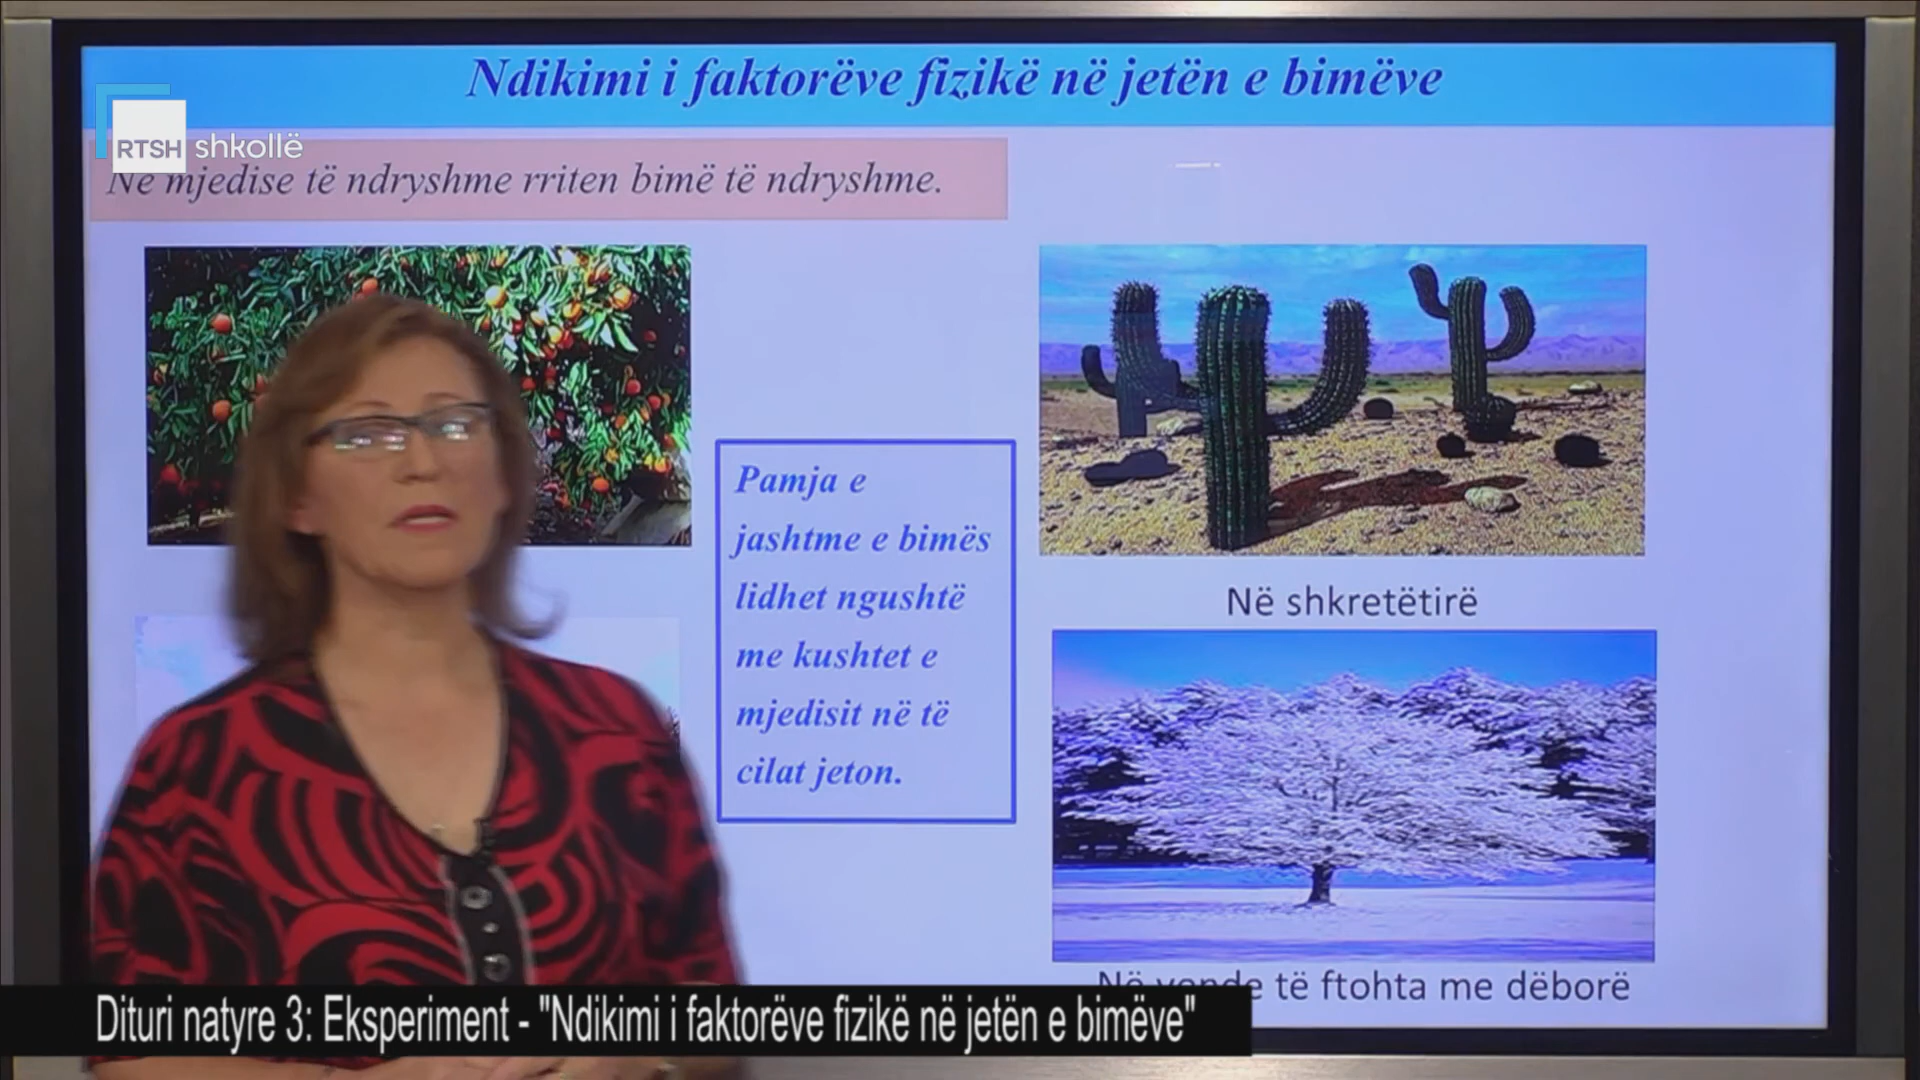 Ndikimi i faktorëve fizikë në jetën e bimëve
RTSH shkollë
Në mjedise të ndryshme rriten bimë të ndryshme.
Pamja e
jashtme e bimës
lidhet ngushtë
me kushtet e
mjedisit në të
cilat jeton.
Në shkretëtirë
Në vende të ftohta me dëborë
Dituri natyre 3: Eksperiment - "Ndikimi i faktorëve fizikë në jetën e bimëve"